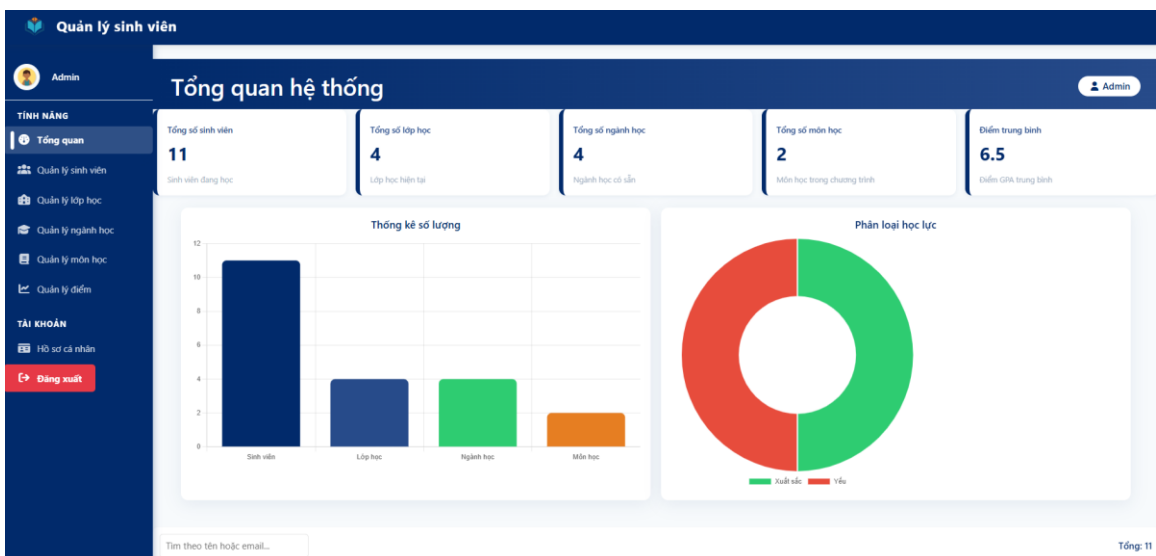 Quản lý sinh viên
Admin
TÍNH NĂNG
Tổng quan
Quản lý sinh viên
Quản lý lớp học
Quản lý ngành học
Quản lý môn học
Quản lý điểm
TÀI KHOẢN
Hồ sơ cá nhân
Đăng xuất
Tổng quan hệ thống
Admin
Tổng số sinh viên
11
Sinh viên đang học
Tổng số lớp học
4
Lớp học hiện tại
Tổng số ngành học
4
Ngành học có sẵn
Tổng số môn học
2
Môn học trong chương trình
Điểm trung bình
6.5
Điểm GPA trung bình
Thống kê số lượng
12
10
8
6
4
2
0
Sinh viên Lớp học Ngành học Môn học
Phân loại học lực
Xuất sắc Yếu
Tìm theo tên hoặc email...
Tổng: 11